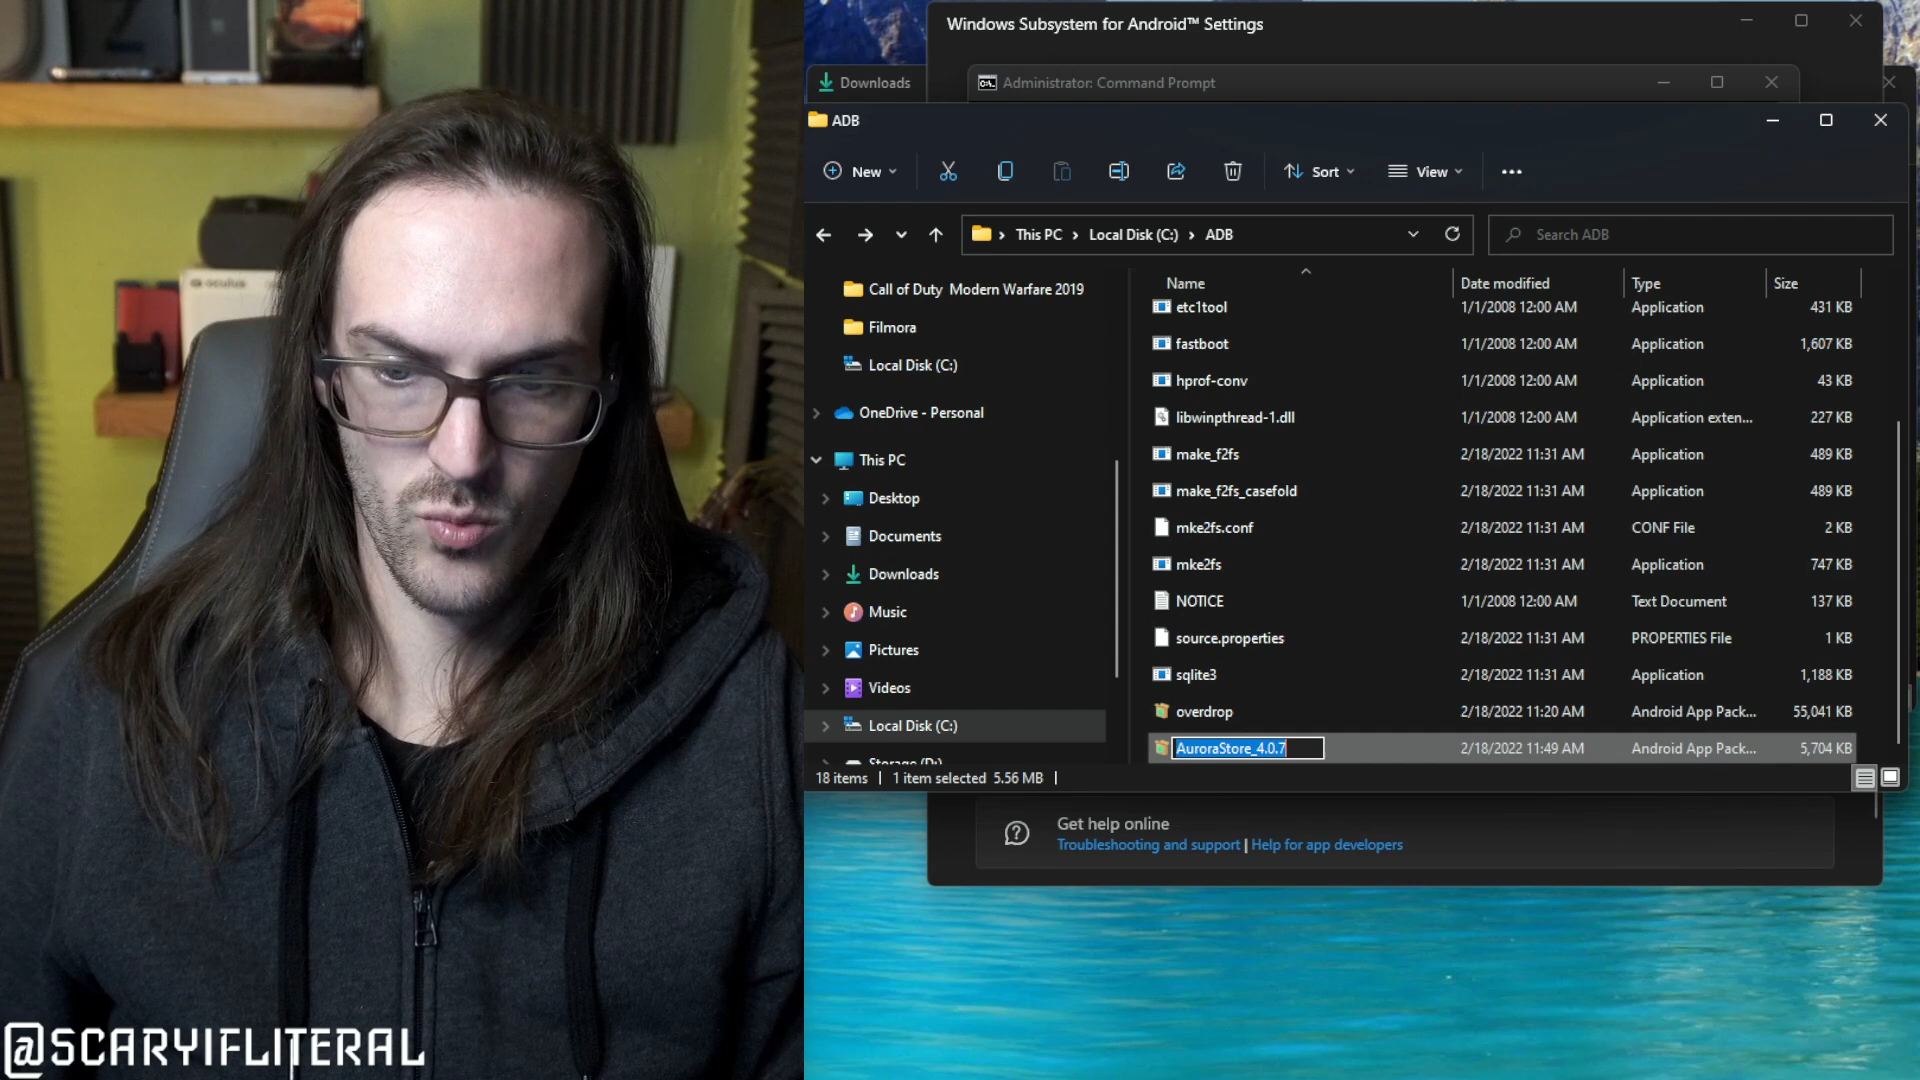 Windows Subsystem for Android™ Settings
Downloads
Administrator: Command Prompt
ADB
New
Sort
View
This PC
Local Disk (C:)
ADB
Search ADB
Call of Duty Modern Warfare 2019
Filmora
Local Disk (C:)
OneDrive - Personal
This PC
Desktop
Documents
Downloads
Music
Pictures
Videos
Local Disk (C:)
Storage (D:)
Name Date modified Type Size
etc1tool 1/1/2008 12:00 AM Application 431 KB
fastboot 1/1/2008 12:00 AM Application 1,607 KB
hprof-conv 1/1/2008 12:00 AM Application 43 KB
libwinpthread-1.dll 1/1/2008 12:00 AM Application exten... 227 KB
make_f2fs 2/18/2022 11:31 AM Application 489 KB
make_f2fs_casefold 2/18/2022 11:31 AM Application 489 KB
mke2fs.conf 2/18/2022 11:31 AM CONF File 2 KB
mke2fs 2/18/2022 11:31 AM Application 747 KB
NOTICE 1/1/2008 12:00 AM Text Document 137 KB
source.properties 2/18/2022 11:31 AM PROPERTIES File 1 KB
sqlite3 2/18/2022 11:31 AM Application 1,188 KB
overdrop 2/18/2022 11:20 AM Android App Pack... 55,041 KB
AuroraStore_4.0.7 2/18/2022 11:49 AM Android App Pack... 5,704 KB
18 items | 1 item selected 5.56 MB |
Get help online
Troubleshooting and support | Help for app developers
oculus
@SCARYIFLITERAL